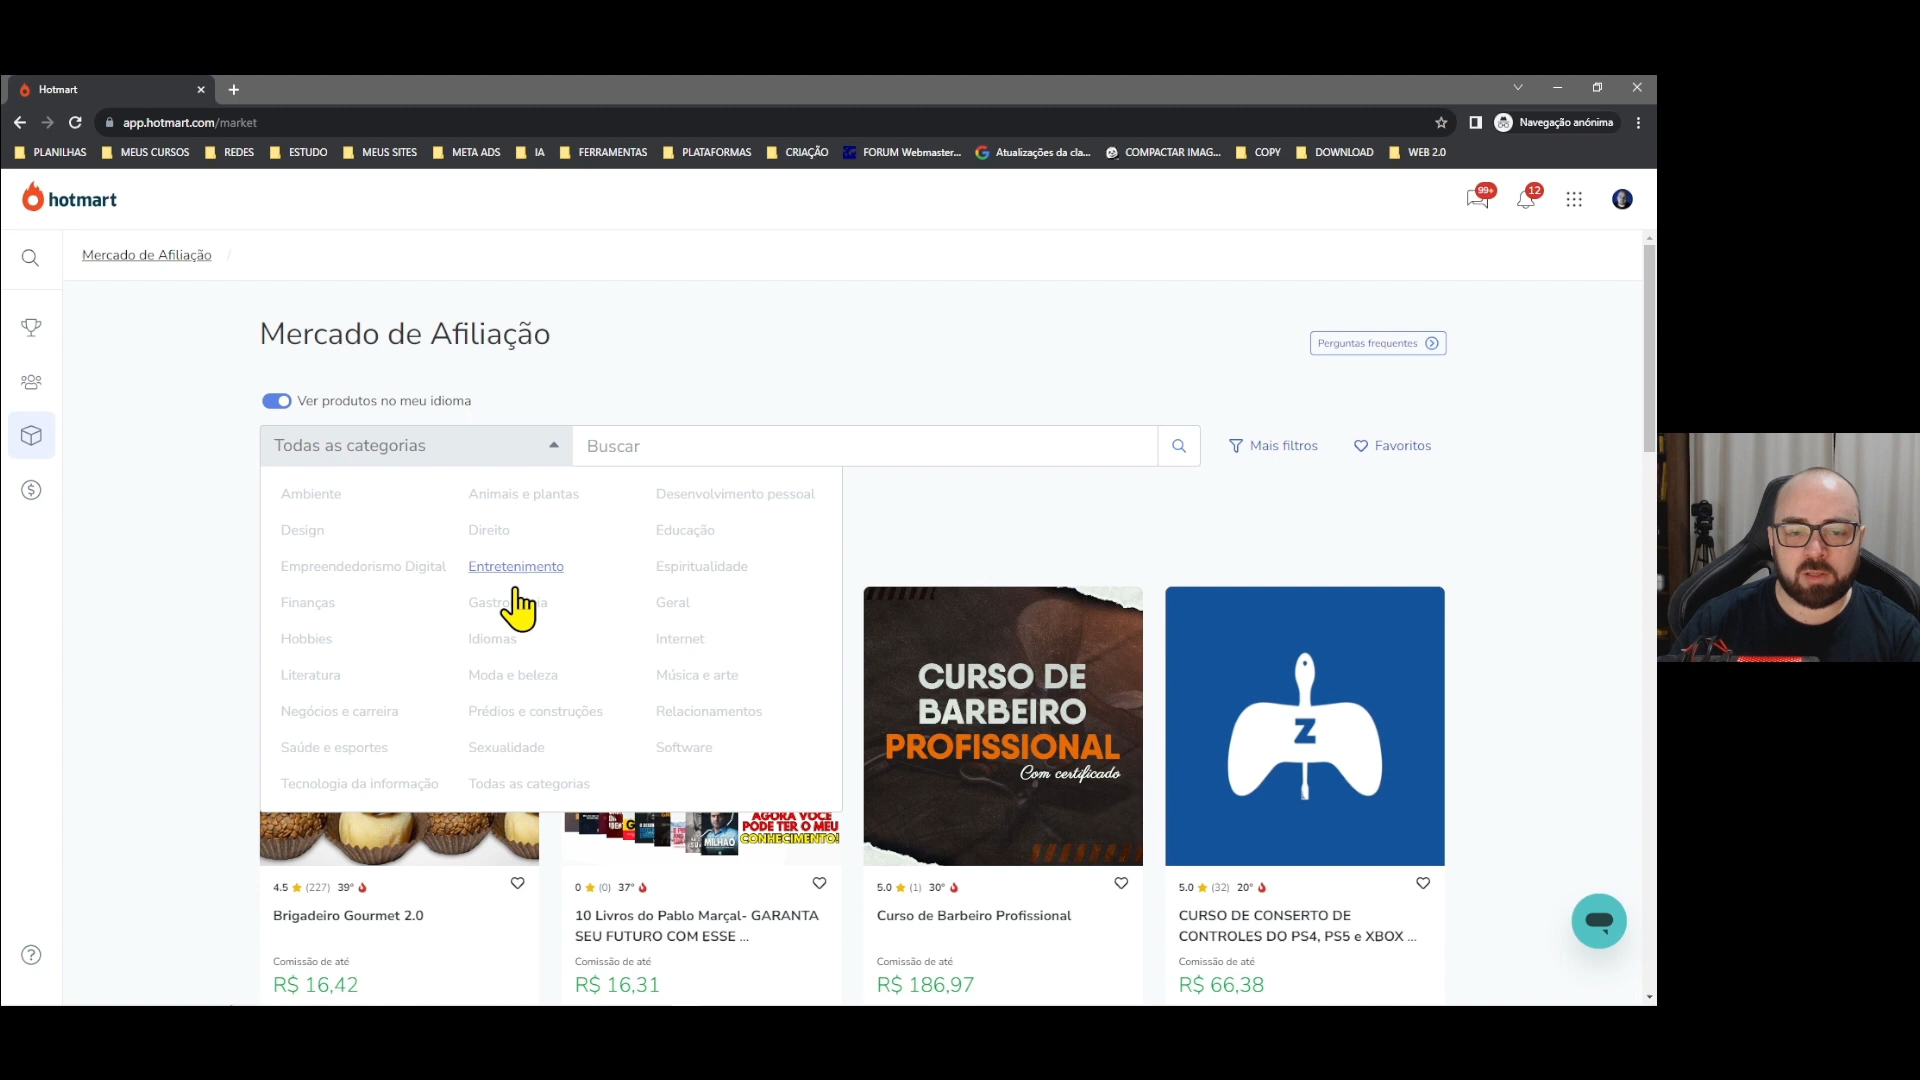 Hotmart
app.hotmart.com/market
Navegação anónima
PLANILHAS MEUS CURSOS REDES ESTUDO MEUS SITES META ADS IA FERRAMENTAS PLATAFORMAS CRIAÇÃO FORUM Webmaster... Atualizações da cla... COMPACTAR IMAG... COPY DOWNLOAD WEB 2.0
hotmart
99+ 12
Mercado de Afiliação /
Mercado de Afiliação
Perguntas frequentes
Ver produtos no meu idioma
Todas as categorias
Buscar
Mais filtros
Favoritos
Ambiente Animais e plantas Desenvolvimento pessoal
Design Direito Educação
Empreendedorismo Digital Entretenimento Espiritualidade
Finanças Geral
Hobbies Idiomas Internet
Literatura Moda e beleza Música e arte
Negócios e carreira Prédios e construções Relacionamentos
Saúde e esportes Sexualidade Software
Tecnologia da informação Todas as categorias
AGORA VOCÊ
PODE TER O MEU
CONHECIMENTO!
MILHÃO
CURSO DE
BARBEIRO
PROFISSIONAL
Com certificado
Z
4.5 (227) 39°
Brigadeiro Gourmet 2.0
Comissão de até
R$ 16,42
0 (0) 37°
10 Livros do Pablo Marçal- GARANTA
SEU FUTURO COM ESSE ...
Comissão de até
R$ 16,31
5.0 (1) 30°
Curso de Barbeiro Profissional
Comissão de até
R$ 186,97
5.0 (32) 20°
CURSO DE CONSERTO DE
CONTROLES DO PS4, PS5 e XBOX ...
Comissão de até
R$ 66,38